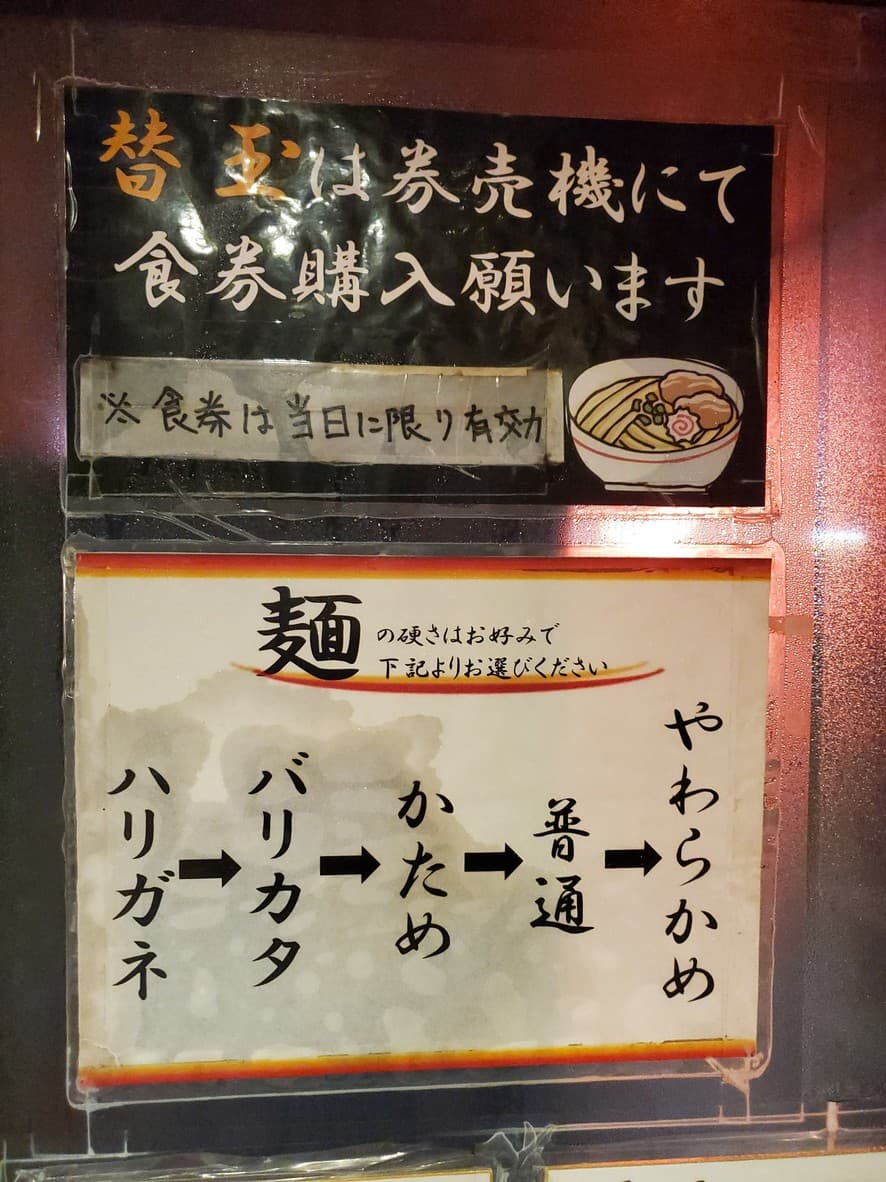 替玉は券売機にて
食券購入願います
※食券は当日に限り有効
麺の硬さはお好みで
下記よりお選びください
ハリガネ➡バリカタ➡かため➡普通➡やわらかめ